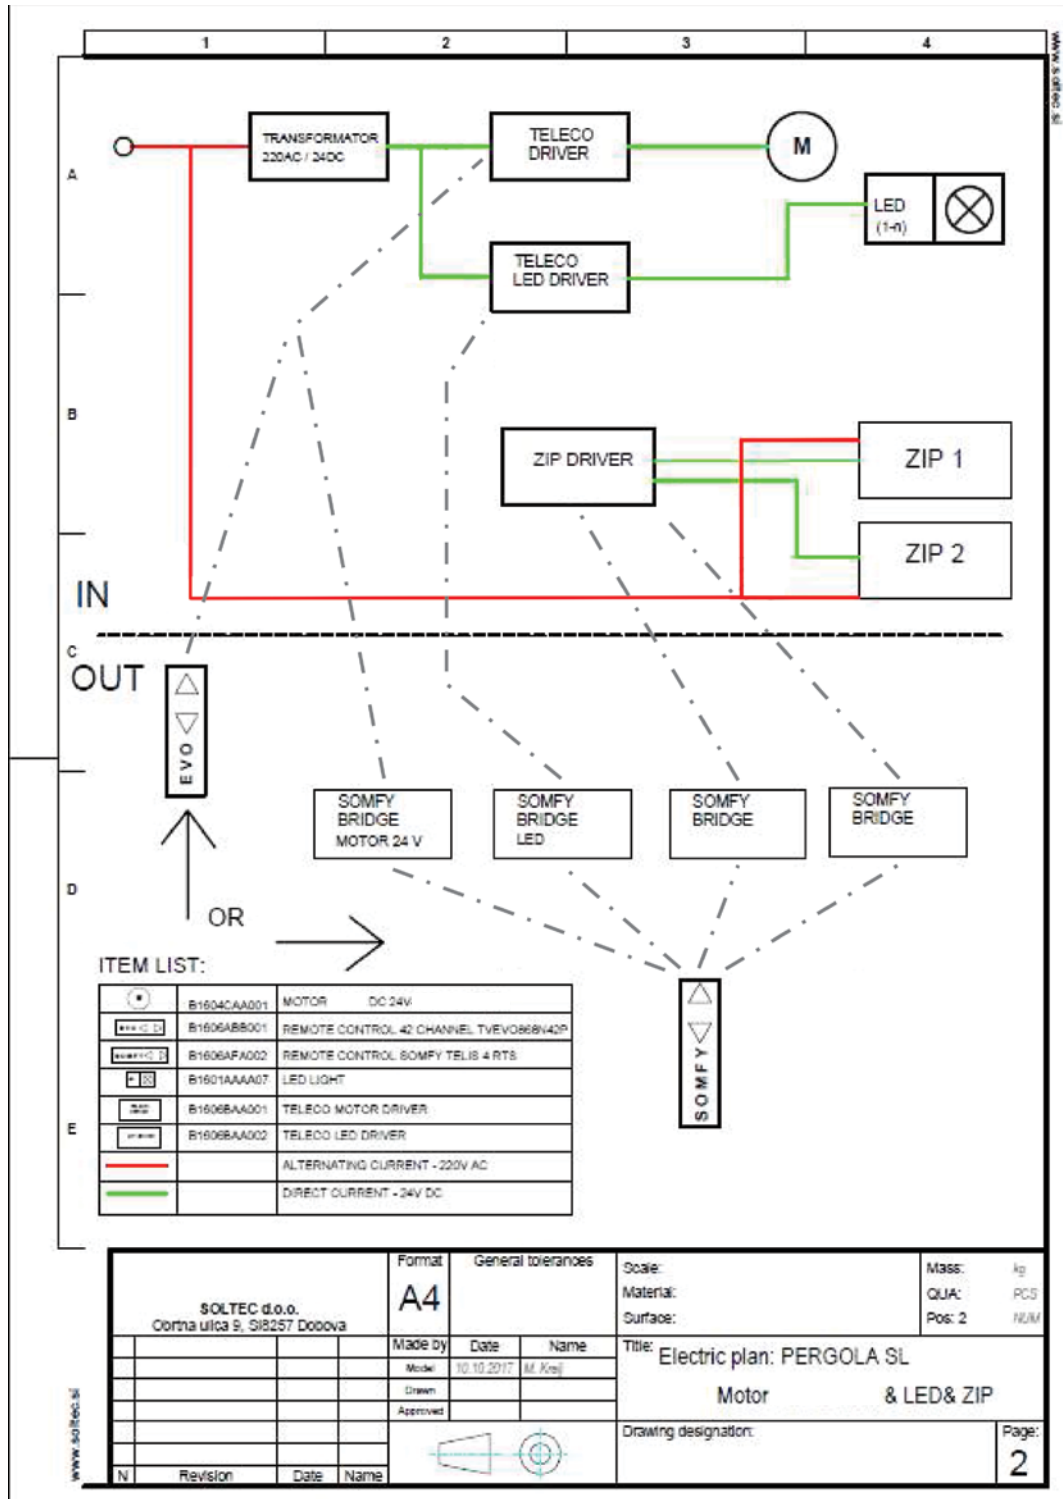 1 2 3 4
www.soltec.si
A
TRANSFORMATOR
220AC / 24DC
TELECO
DRIVER
M
LED
(1-n)
TELECO
LED DRIVER
B
ZIP DRIVER
ZIP 1
ZIP 2
IN
C
OUT
EVO
SOMFY
BRIDGE
MOTOR 24 V
SOMFY
BRIDGE
LED
SOMFY
BRIDGE
SOMFY
BRIDGE
D
OR
SOMFY
ITEM LIST:
B1604CAA001 MOTOR DC 24V
B1606ABB001 REMOTE CONTROL 42 CHANNEL TVEVO868N42P
SOMFY B1606AFA002 REMOTE CONTROL SOMFY TELIS 4 RTS
B1601AAAA07 LED LIGHT
B1606BAA001 TELECO MOTOR DRIVER
B1606BAA002 TELECO LED DRIVER
ALTERNATING CURRENT - 220V AC
DIRECT CURRENT - 24V DC
E
SOLTEC d.o.o.
Obrtna ulica 9, SI8257 Dobova
Format
A4
General tolerances
Scale:
Material:
Surface:
Mass: kg
QUA: PCS
Pos: 2 NUM
Made by Date Name
Model 10.10.2017
Drawn
Approved
Title: Electric plan: PERGOLA SL
Motor & LED& ZIP
Drawing designation:
Page:
2
N Revision Date Name
www.soltec.si